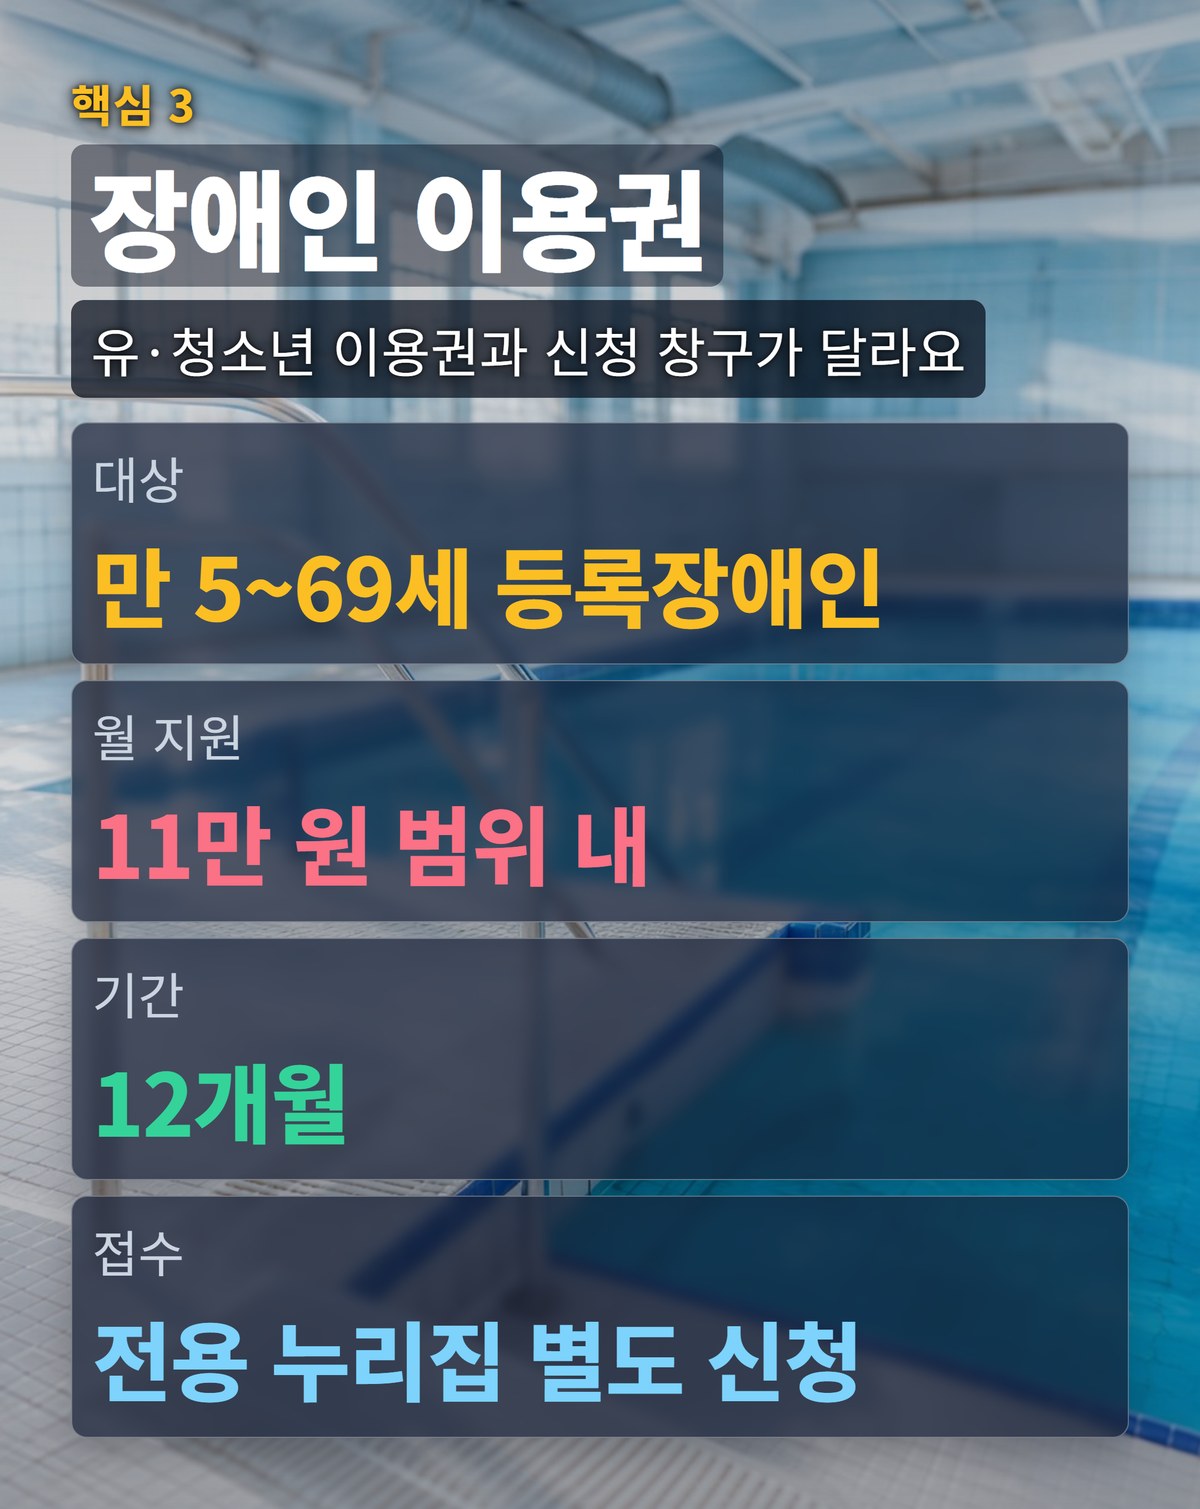 핵심 3
장애인 이용권
유·청소년 이용권과 신청 창구가 달라요
대상
만 5~69세 등록장애인
월 지원
11만 원 범위 내
기간
12개월
접수
전용 누리집 별도 신청